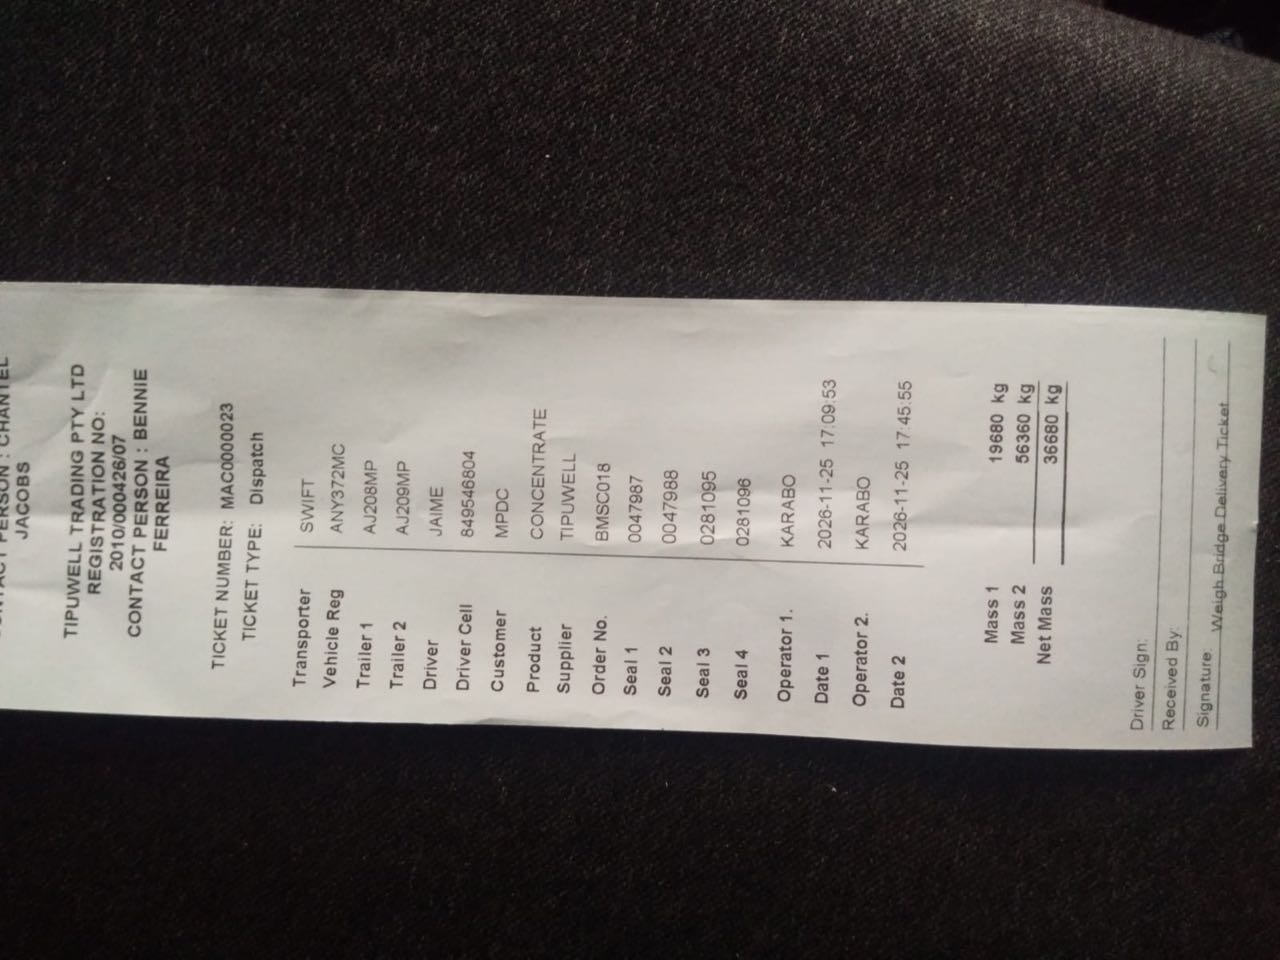 JACOBS
TIPUWELL TRADING PTY LTD
REGISTRATION NO:
2010/000426/07
CONTACT PERSON : BENNIE
FERREIRA
TICKET NUMBER: MAC0000023
TICKET TYPE: Dispatch
Transporter SWIFT
Vehicle Reg ANY372MC
Trailer 1 AJ208MP
Trailer 2 AJ209MP
Driver JAIME
Driver Cell 849546804
Customer MPDC
Product CONCENTRATE
Supplier TIPUWELL
Order No. BMSC018
Seal 1 0047987
Seal 2 0047988
Seal 3 0281095
Seal 4 0281096
Operator 1. KARABO
Date 1 2026-11-25 17:09:53
Operator 2. KARABO
Date 2 2026-11-25 17:45:55
Mass 1 19680 kg
Mass 2 56360 kg
Net Mass 36680 kg
Driver Sign:
Received By:
Signature:
Weigh Bridge Delivery Ticket